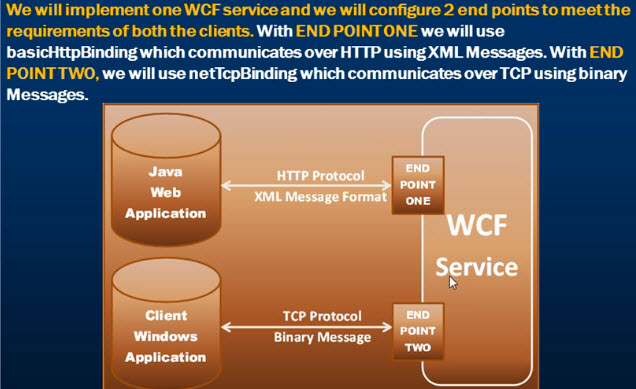 We will implement one WCF service and we will configure 2 end points to meet the
requirements of both the clients. With END POINT ONE we will use
basicHttpBinding which communicates over HTTP using XML Messages. With END
POINT TWO, we will use netTcpBinding which communicates over TCP using binary
Messages.
Java
Web
Application
HTTP Protocol
XML Message Format
END
POINT
ONE
WCF
Service
Client
Windows
Application
TCP Protocol
Binary Message
END
POINT
TWO